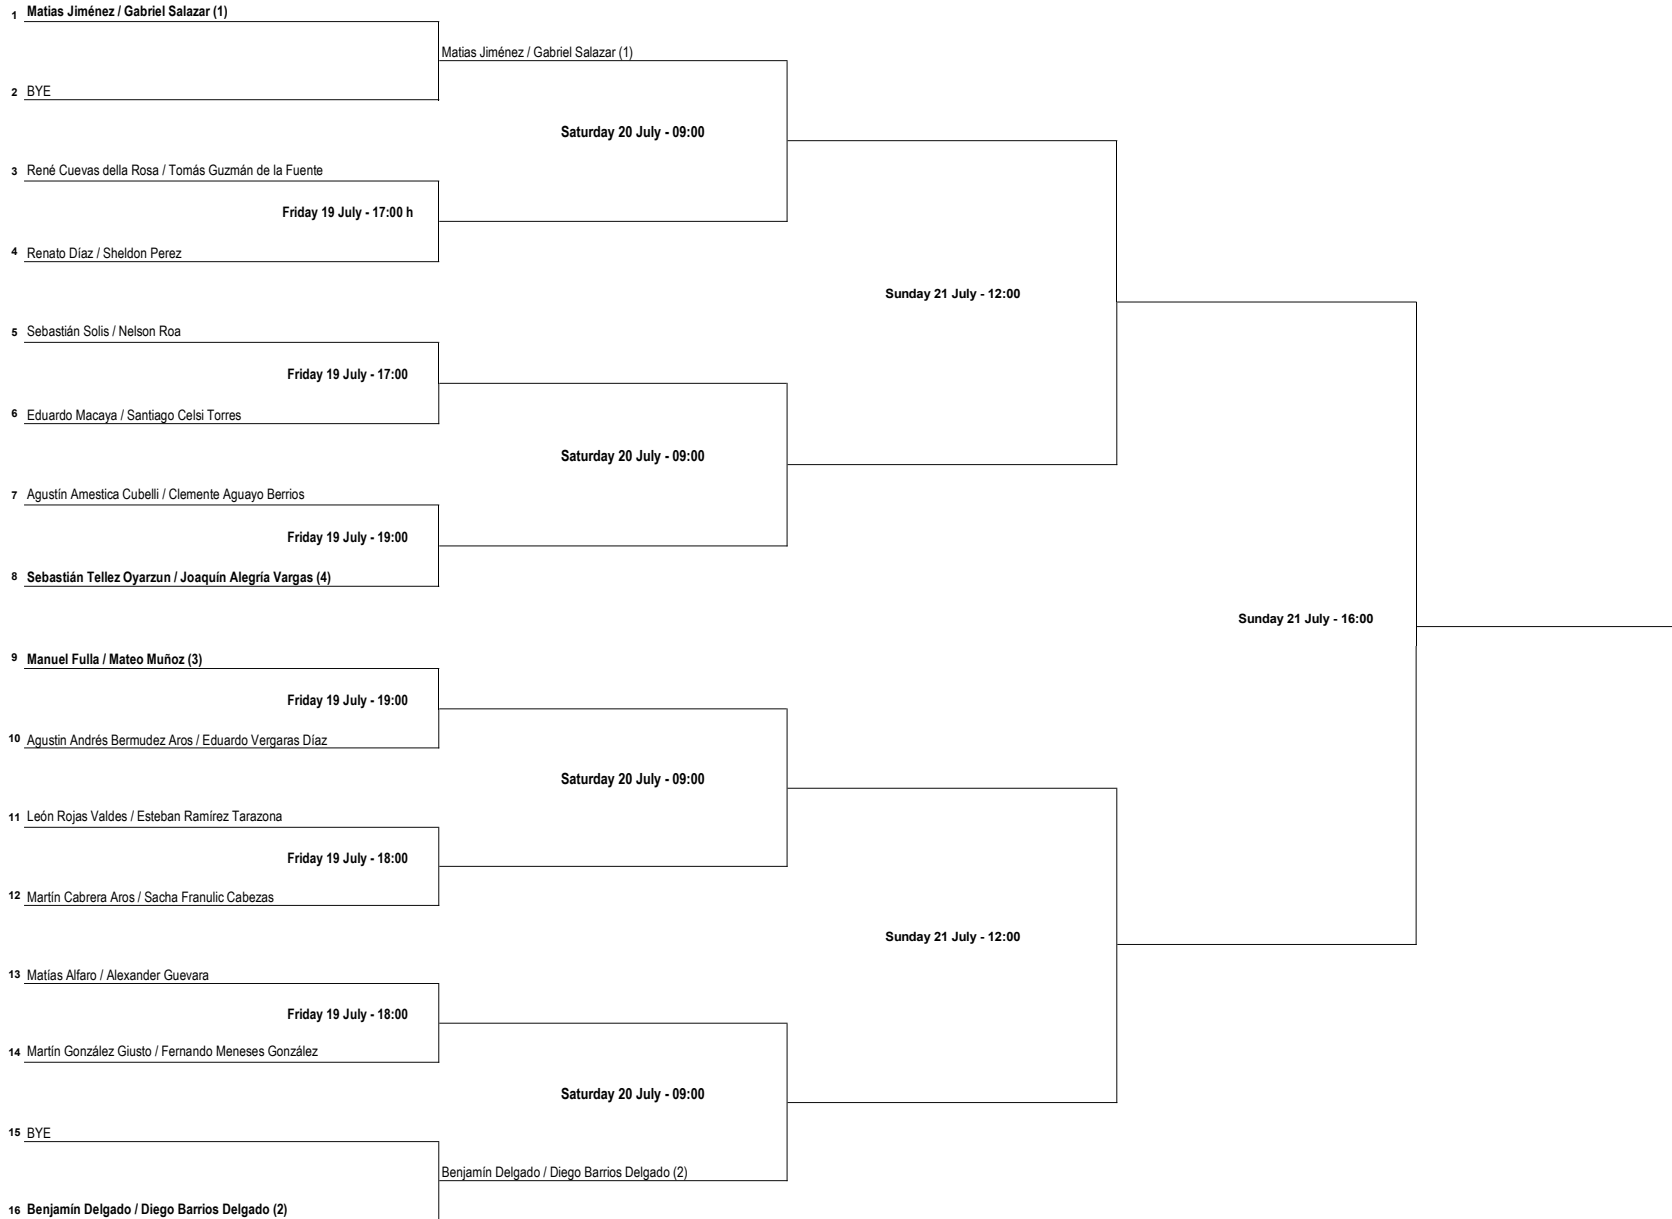 1 Matias Jiménez / Gabriel Salazar (1)
Matias Jiménez / Gabriel Salazar (1)
2 BYE
Saturday 20 July - 09:00
3 René Cuevas della Rosa / Tomás Guzmán de la Fuente
Friday 19 July - 17:00 h
4 Renato Díaz / Sheldon Perez
Sunday 21 July - 12:00
5 Sebastián Solis / Nelson Roa
Friday 19 July - 17:00
6 Eduardo Macaya / Santiago Celsi Torres
Saturday 20 July - 09:00
7 Agustín Amestica Cubelli / Clemente Aguayo Berrios
Friday 19 July - 19:00
8 Sebastián Tellez Oyarzun / Joaquín Alegría Vargas (4)
Sunday 21 July - 16:00
9 Manuel Fulla / Mateo Muñoz (3)
Friday 19 July - 19:00
10 Agustin Andrés Bermudez Aros / Eduardo Vergaras Díaz
Saturday 20 July - 09:00
11 León Rojas Valdes / Esteban Ramírez Tarazona
Friday 19 July - 18:00
12 Martín Cabrera Aros / Sacha Franulic Cabezas
Sunday 21 July - 12:00
13 Matías Alfaro / Alexander Guevara
Friday 19 July - 18:00
14 Martín González Giusto / Fernando Meneses González
Saturday 20 July - 09:00
15 BYE
Benjamín Delgado / Diego Barrios Delgado (2)
16 Benjamín Delgado / Diego Barrios Delgado (2)